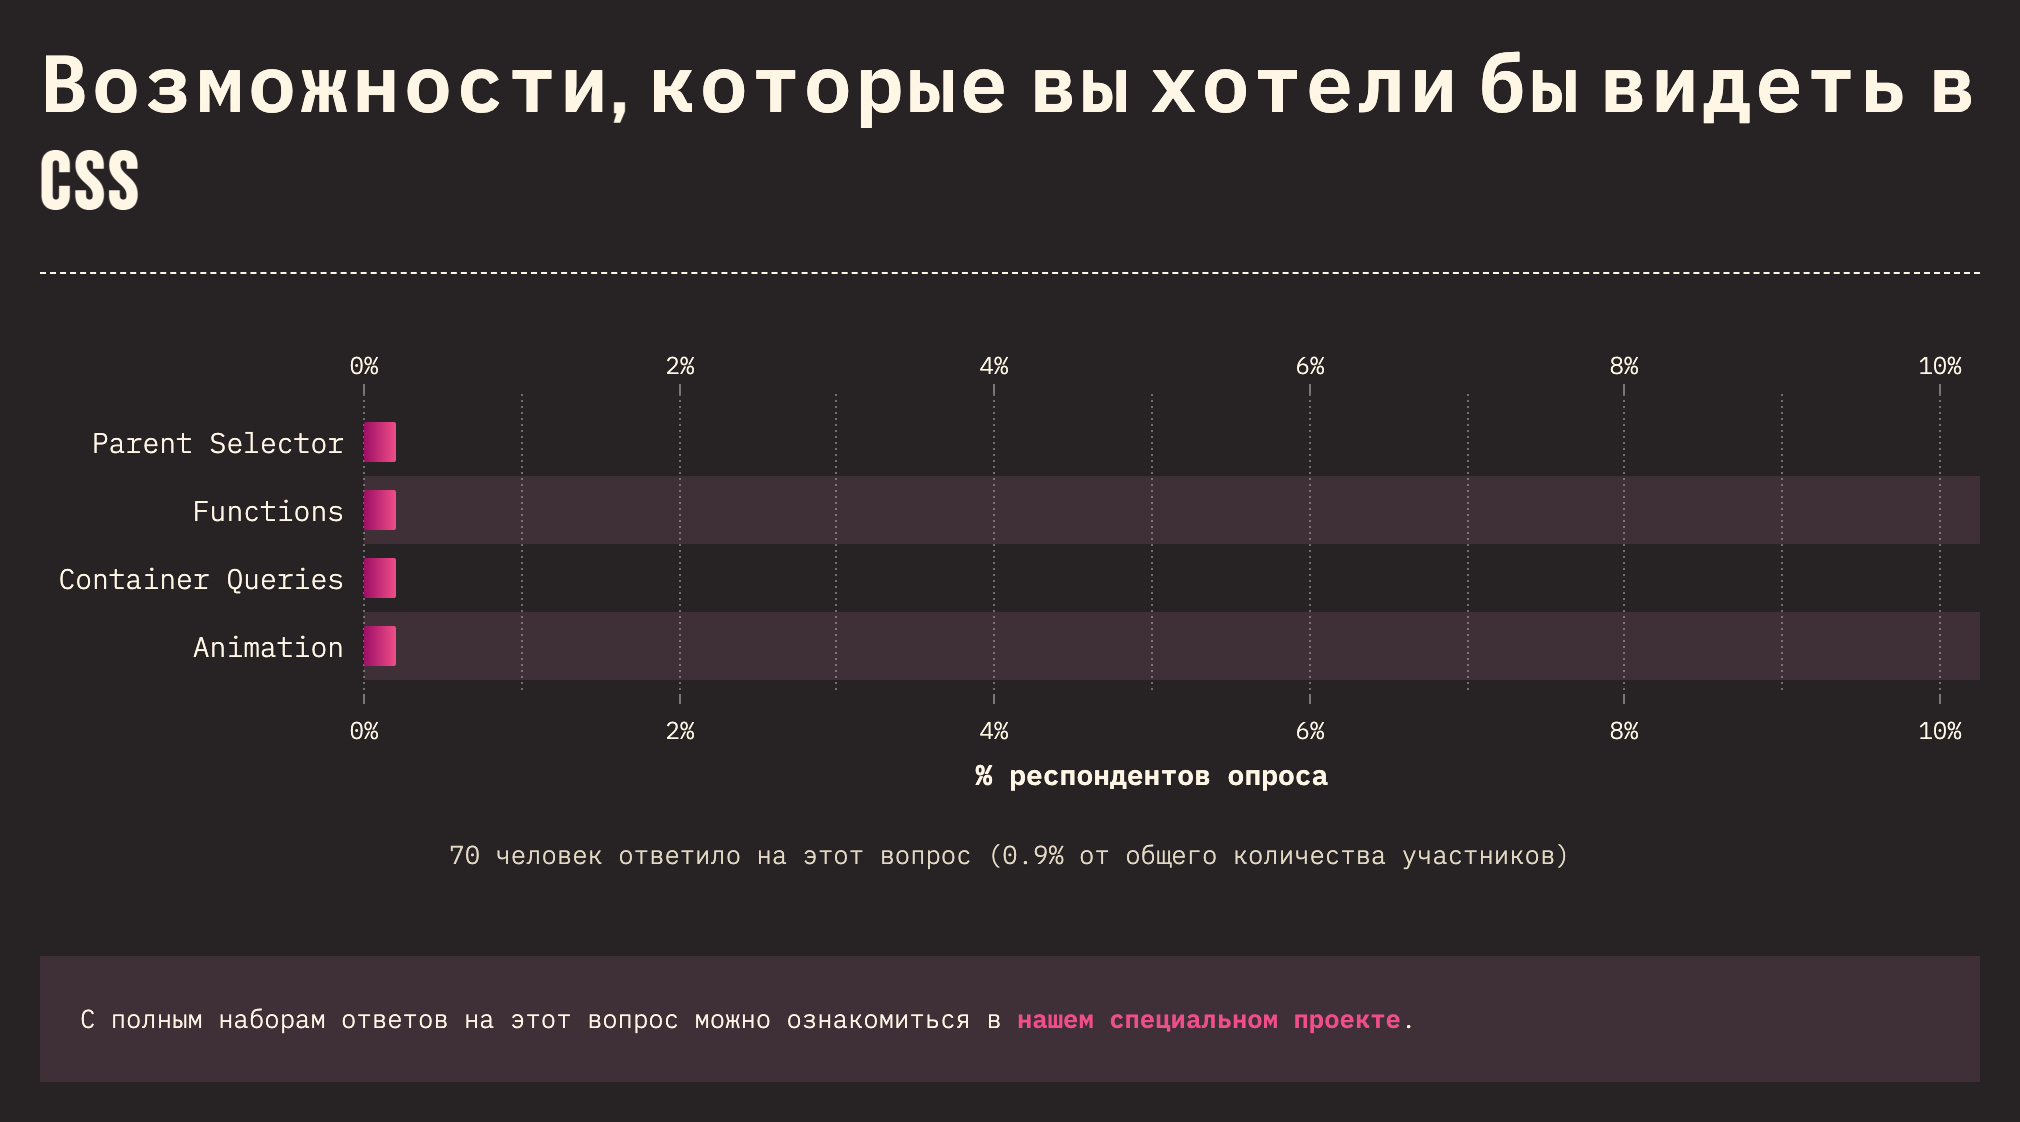 Возможности, которые вы хотели бы видеть в
CSS
0% 2% 4% 6% 8% 10%
Parent Selector
Functions
Container Queries
Animation
0% 2% 4% 6% 8% 10%
% респондентов опроса
70 человек ответило на этот вопрос (0.9% от общего количества участников)
С полным наборам ответов на этот вопрос можно ознакомиться в нашем специальном проекте.